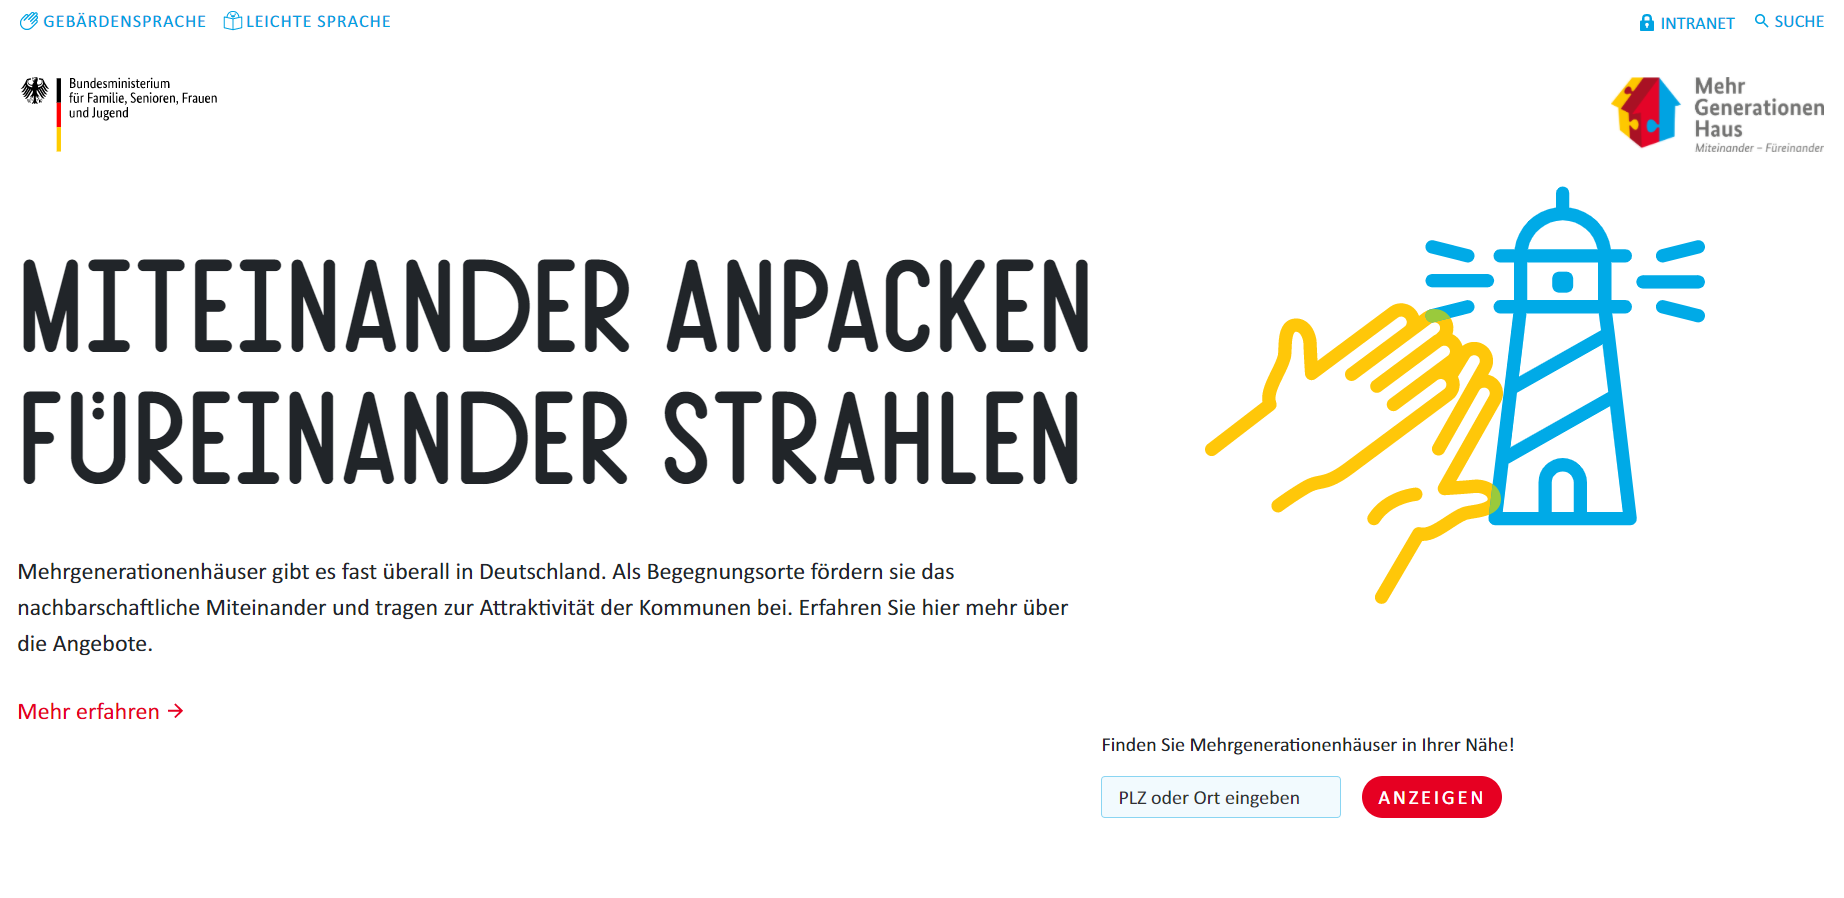 GEBÄRDENSPRACHE
LEICHTE SPRACHE
INTRANET
SUCHE
Bundesministerium
für Familie, Senioren, Frauen
und Jugend
Mehr
Generationen
Haus
Miteinander – Füreinander
MITEINANDER ANPACKEN
FÜREINANDER STRAHLEN
Mehrgenerationenhäuser gibt es fast überall in Deutschland. Als Begegnungsorte fördern sie das
nachbarschaftliche Miteinander und tragen zur Attraktivität der Kommunen bei. Erfahren Sie hier mehr über
die Angebote.
Mehr erfahren →
Finden Sie Mehrgenerationenhäuser in Ihrer Nähe!
PLZ oder Ort eingeben
ANZEIGEN